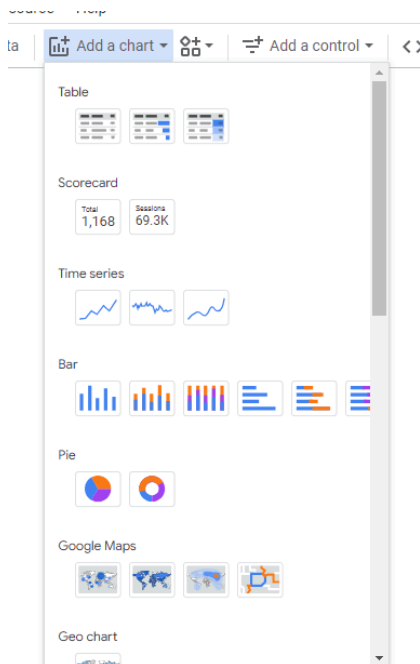 Help
ta
Add a chart
Add a control
Table
Scorecard
Total
1,168
Sessions
69.3K
Time series
Bar
Pie
Google Maps
Geo chart